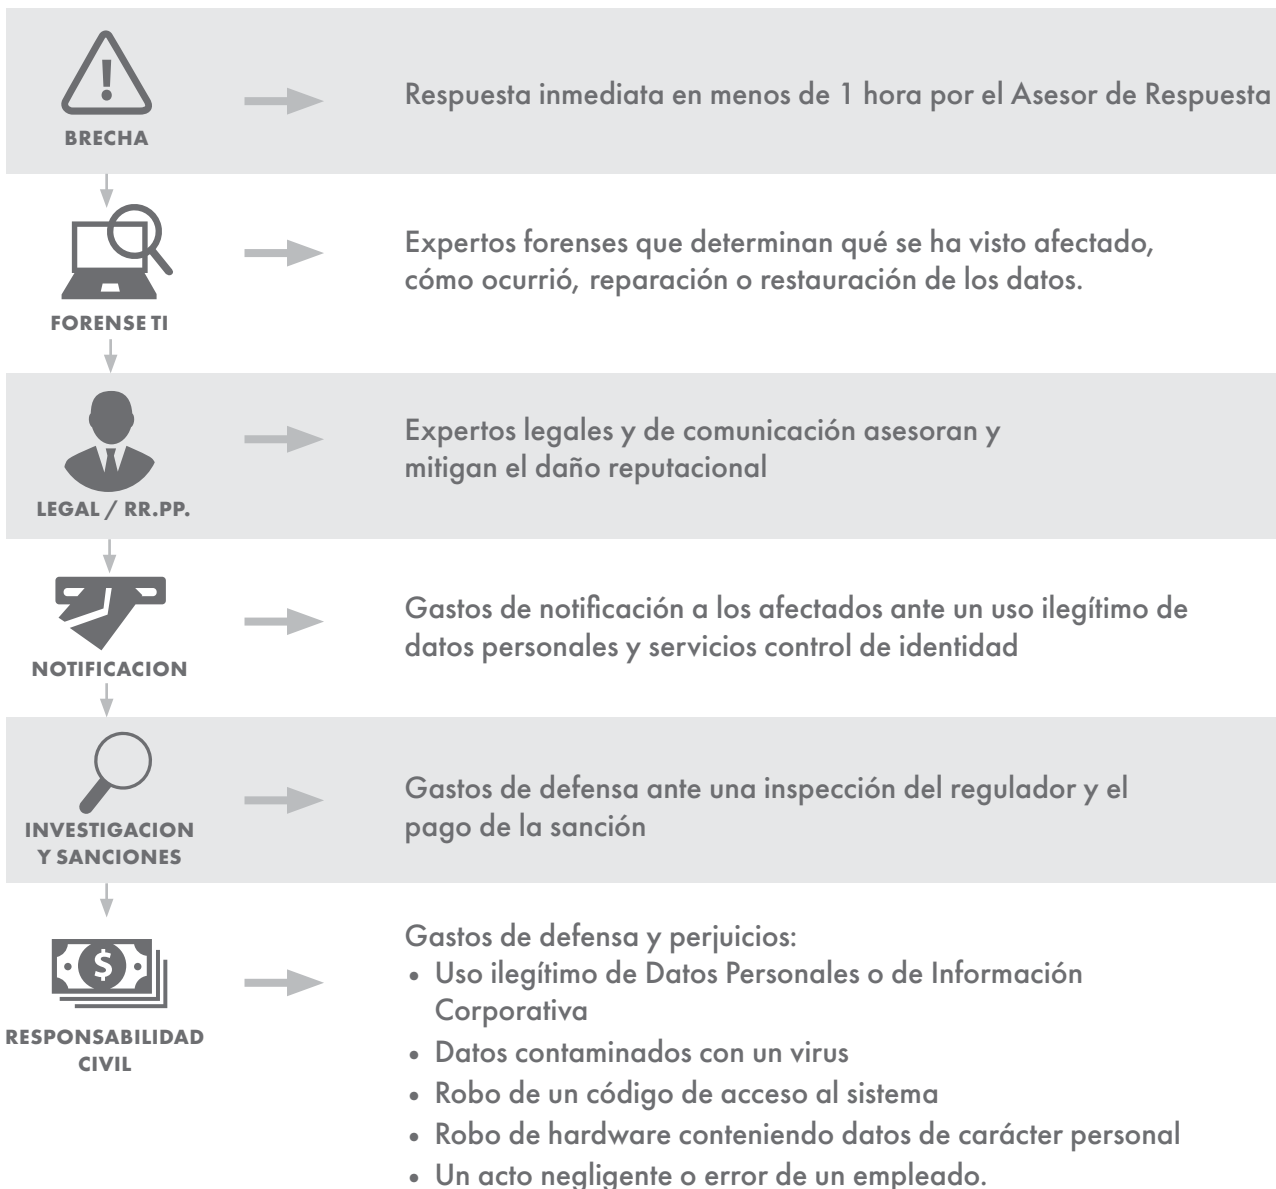 BRECHA
Respuesta inmediata en menos de 1 hora por el Asesor de Respuesta
FORENSE TI
Expertos forenses que determinan qué se ha visto afectado,
cómo ocurrió, reparación o restauración de los datos.
LEGAL / RR.PP.
Expertos legales y de comunicación asesoran y
mitigan el daño reputacional
NOTIFICACION
Gastos de notificación a los afectados ante un uso ilegítimo de
datos personales y servicios control de identidad
INVESTIGACION
Y SANCIONES
Gastos de defensa ante una inspección del regulador y el
pago de la sanción
$
RESPONSABILIDAD
CIVIL
Gastos de defensa y perjuicios:
• Uso ilegítimo de Datos Personales o de Información
Corporativa
• Datos contaminados con un virus
• Robo de un código de acceso al sistema
• Robo de hardware conteniendo datos de carácter personal
• Un acto negligente o error de un empleado.